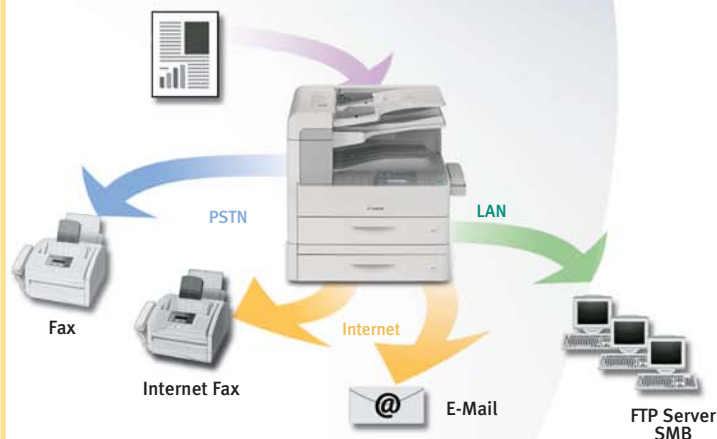 PSTN
LAN
Fax
Internet
Internet Fax
@
E-Mail
FTP Server
SMB